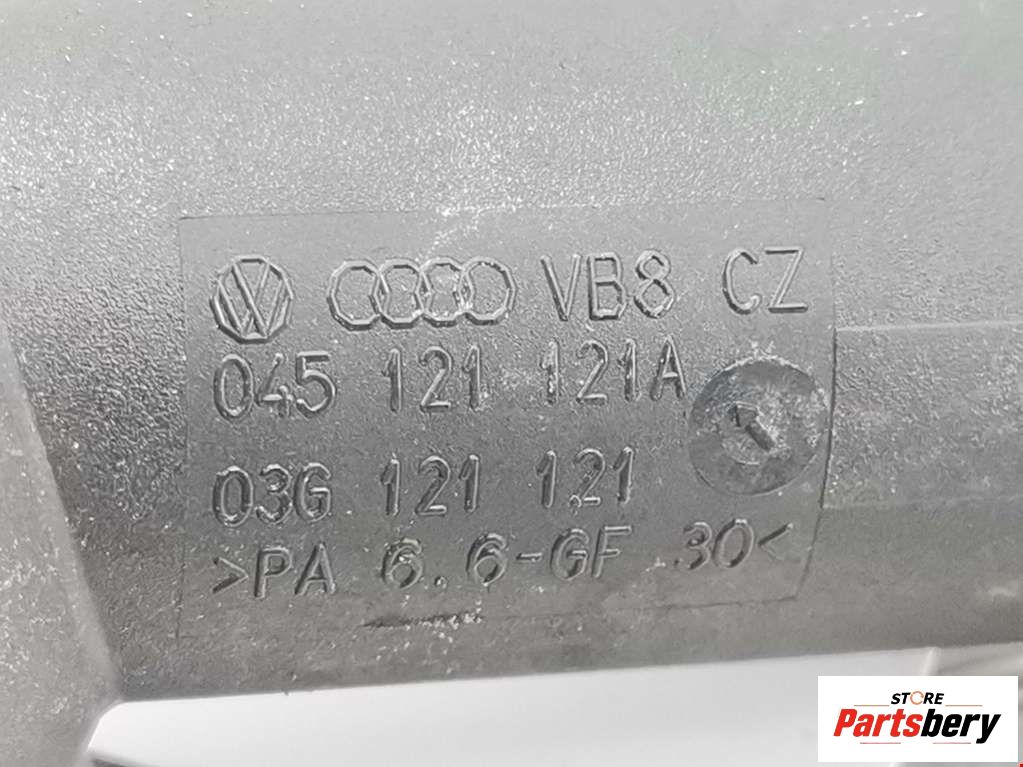 VB8 CZ
045 121 121A
03G 121 121
>PA 6.6-GF 30<
STORE
Partsbery